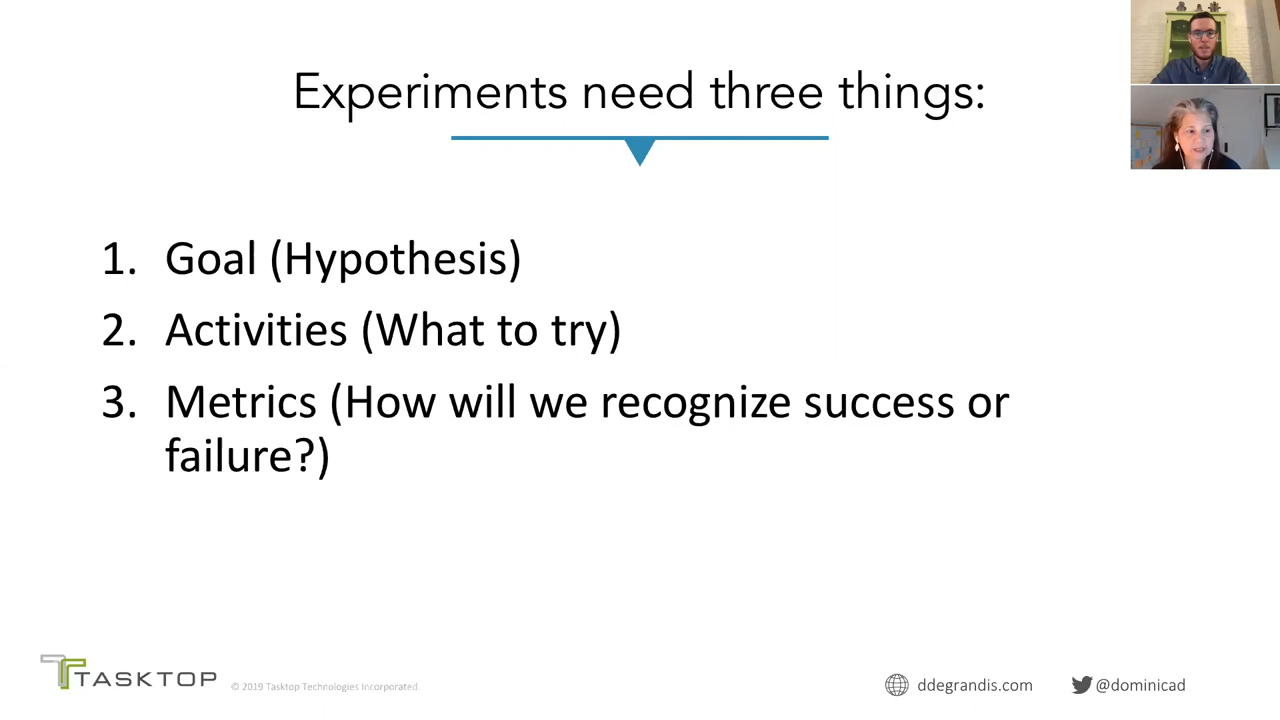 Experiments need three things:
1. Goal (Hypothesis)
2. Activities (What to try)
3. Metrics (How will we recognize success or
failure?)
TASKTOP
© 2019 Tasktop Technologies Incorporated.
ddegrandis.com
@dominicad